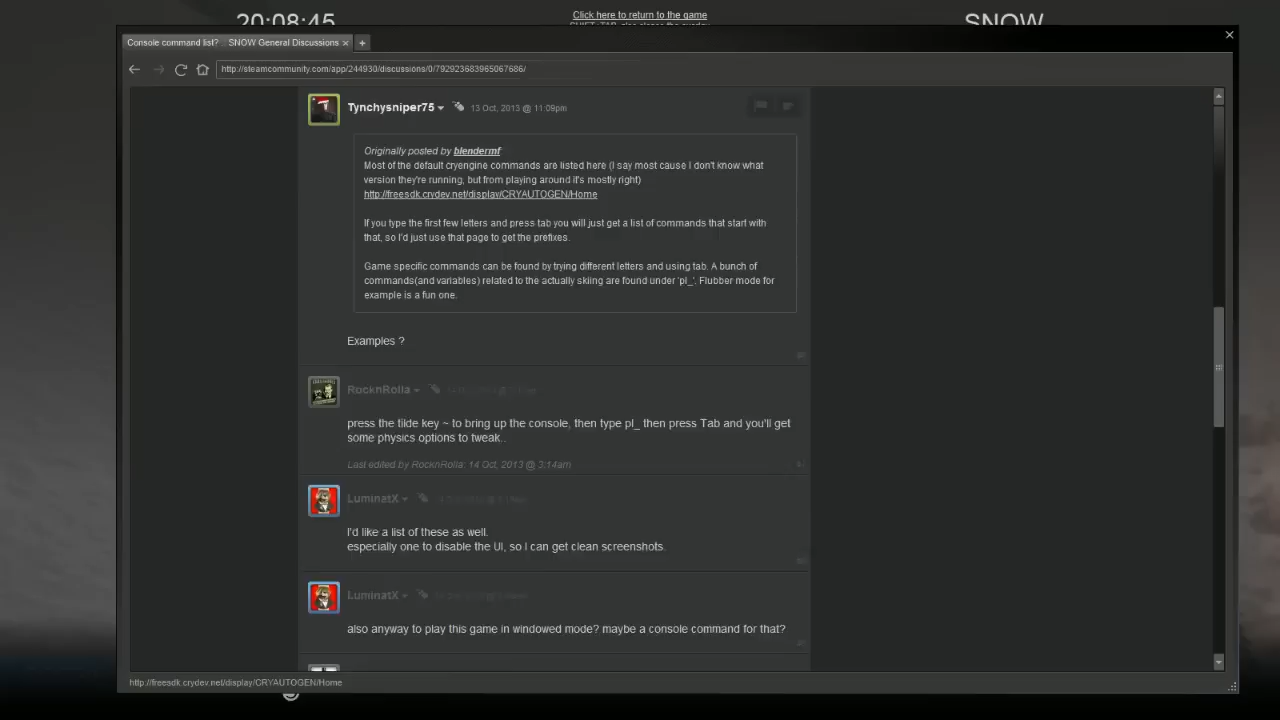 20:08:45
Click here to return to the game
SNOW
Console command list? :: SNOW General Discussions
http://steamcommunity.com/app/244930/discussions/0/792923683965067686/
Tynchysniper75
13 Oct, 2013 @ 11:09pm
Originally posted by blendermf
Most of the default cryengine commands are listed here (I say most cause I don't know what
version they're running, but from playing around it's mostly right)
http://freesdk.crydev.net/display/CRYAUTOGEN/Home
If you type the first few letters and press tab you will just get a list of commands that start with
that, so I'd just use that page to get the prefixes.
Game specific commands can be found by trying different letters and using tab. A bunch of
commands(and variables) related to the actually skiing are found under 'pl_'. Flubber mode for
example is a fun one.
Examples ?
RocknRolla
press the tilde key ~ to bring up the console, then type pl_ then press Tab and you'll get
some physics options to tweak..
Last edited by RocknRolla: 14 Oct, 2013 @ 3:14am
LuminatX
I'd like a list of these as well.
especially one to disable the UI, so I can get clean screenshots.
LuminatX
also anyway to play this game in windowed mode? maybe a console command for that?
http://freesdk.crydev.net/display/CRYAUTOGEN/Home